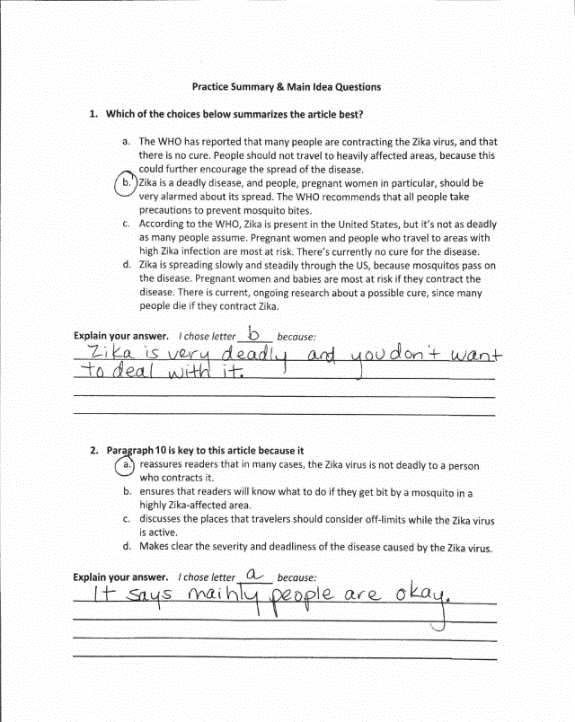 Practice Summary & Main Idea Questions
1. Which of the choices below summarizes the article best?
a. The WHO has reported that many people are contracting the Zika virus, and that
there is no cure. People should not travel to heavily affected areas, because this
could further encourage the spread of the disease.
b. Zika is a deadly disease, and people, pregnant women in particular, should be
very alarmed about its spread. The WHO recommends that all people take
precautions to prevent mosquito bites.
c. According to the WHO, Zika is present in the United States, but it's not as deadly
as many people assume. Pregnant women and people who travel to areas with
high Zika infection are most at risk. There's currently no cure for the disease.
d. Zika is spreading slowly and steadily through the US, because mosquitos pass on
the disease. Pregnant women and babies are most at risk if they contract the
disease. There is current, ongoing research about a possible cure, since many
people die if they contract Zika.
Explain your answer. I chose letter b because:
Zika is very deadly and you don't want
to deal with it.
2. Paragraph 10 is key to this article because it
a. reassures readers that in many cases, the Zika virus is not deadly to a person
who contracts it.
b. ensures that readers will know what to do if they get bit by a mosquito in a
highly Zika-affected area.
c. discusses the places that travelers should consider off-limits while the Zika virus
is active.
d. Makes clear the severity and deadliness of the disease caused by the Zika virus.
Explain your answer. I chose letter a because:
It says mainly people are okay.